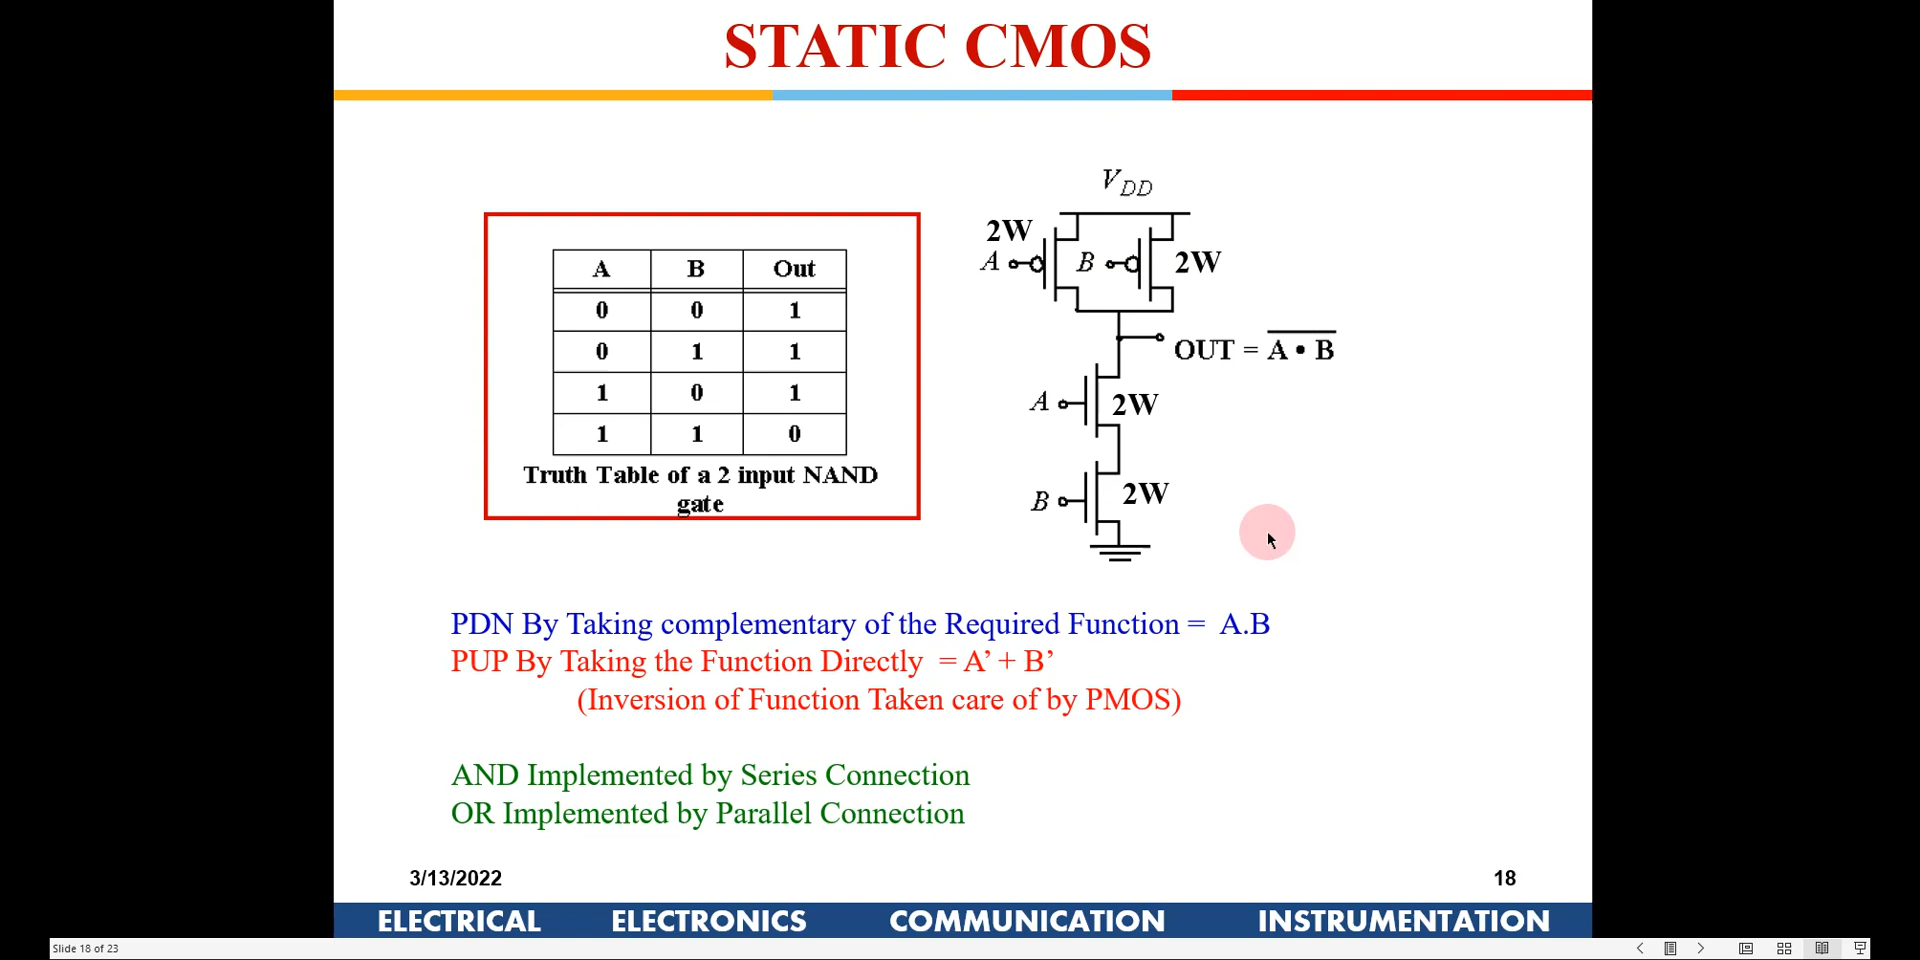 STATIC CMOS
A B Out
0 0 1
0 1 1
1 0 1
1 1 0
Truth Table of a 2 input NAND
gate
V_DD
2W
A
B
2W
OUT = A̅ ̅•̅ ̅B̅
A
2W
B
2W
PDN By Taking complementary of the Required Function = A.B
PUP By Taking the Function Directly = A’ + B’
(Inversion of Function Taken care of by PMOS)
AND Implemented by Series Connection
OR Implemented by Parallel Connection
3/13/2022
18
ELECTRICAL ELECTRONICS COMMUNICATION INSTRUMENTATION
Slide 18 of 23